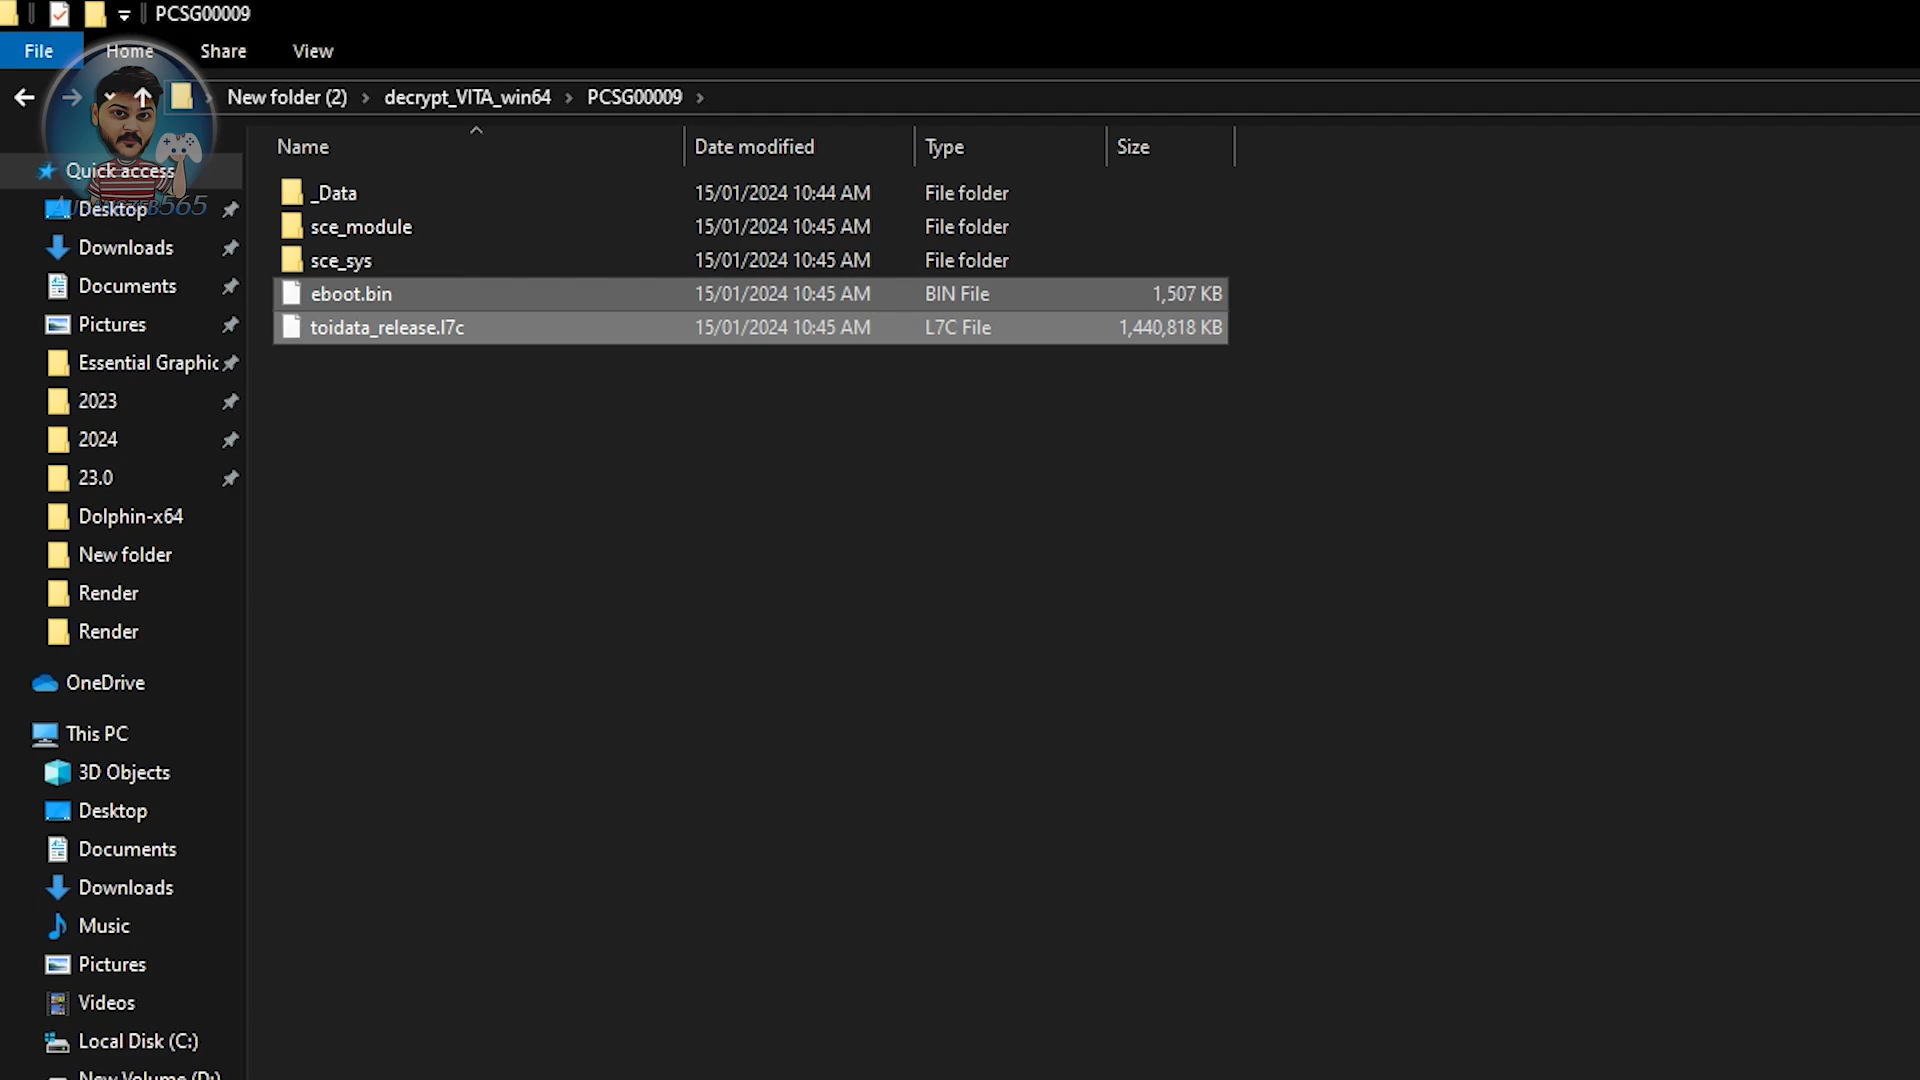 PCSG00009
File Home Share View
New folder (2) decrypt_VITA_win64 PCSG00009
Name Date modified Type Size
Quick access
Desktop
565
Downloads
Documents
Pictures
Essential Graphic
2023
2024
23.0
Dolphin-x64
New folder
Render
Render
OneDrive
This PC
3D Objects
Desktop
Documents
Downloads
Music
Pictures
Videos
Local Disk (C:)
New Volume (D:)
_Data 15/01/2024 10:44 AM File folder
sce_module 15/01/2024 10:45 AM File folder
sce_sys 15/01/2024 10:45 AM File folder
eboot.bin 15/01/2024 10:45 AM BIN File 1,507 KB
toidata_release.l7c 15/01/2024 10:45 AM L7C File 1,440,818 KB